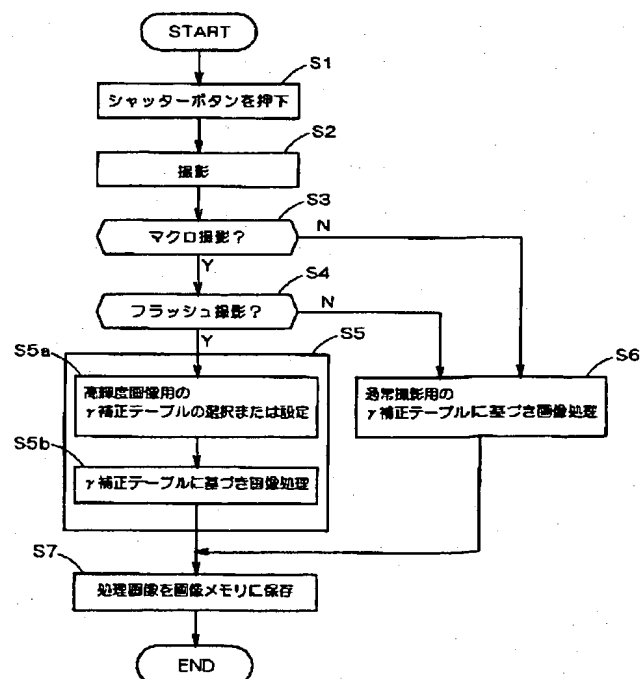 START
S1
シャッターボタンを押下
S2
撮影
S3
マクロ撮影?
N
Y
S4
フラッシュ撮影?
N
Y
S5
S5a
高輝度画像用の
γ補正テーブルの選択または設定
S6
通常撮影用の
γ補正テーブルに基づき画像処理
S5b
γ補正テーブルに基づき画像処理
S7
処理画像を画像メモリに保存
END